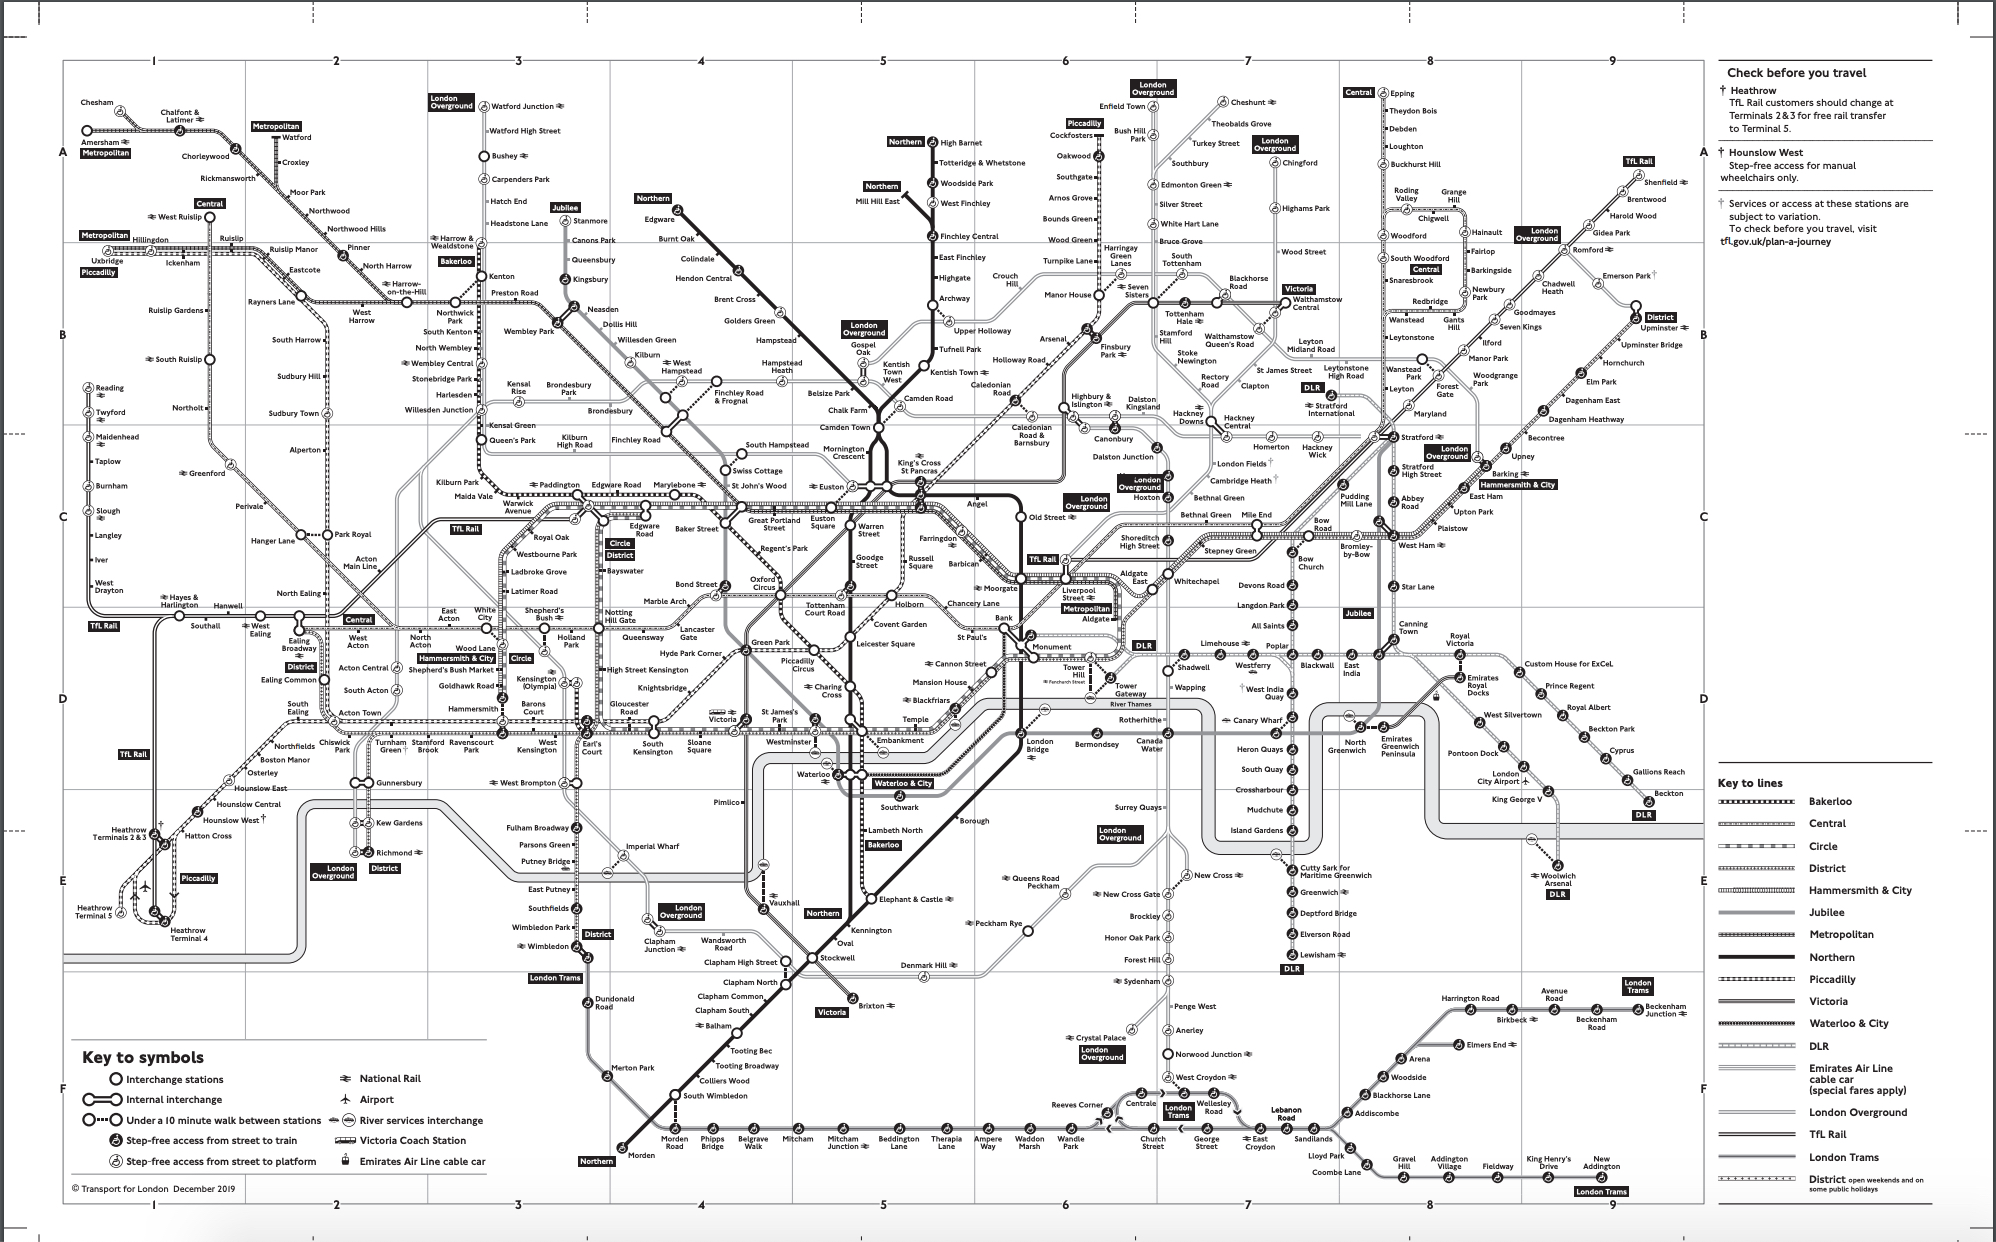 1
2
3
4
5
6
7
8
9
A
B
C
D
E
F
A
B
C
D
E
F
1
2
3
4
5
6
7
8
9
Check before you travel
† Heathrow
TfL Rail customers should change at
Terminals 2&3 for free rail transfer
to Terminal 5.
† Hounslow West
Step-free access for manual
wheelchairs only.
† Services or access at these stations are
subject to variation.
To check before you travel, visit
tfl.gov.uk/plan-a-journey
Chesham
Chalfont &
Latimer
Amersham
Metropolitan
Chorleywood
Rickmansworth
Metropolitan
Watford
Croxley
Moor Park
Northwood
Northwood Hills
Pinner
North Harrow
Harrow-
on-the-Hill
Central
West Ruislip
Metropolitan
Hillingdon
Uxbridge
Piccadilly
Ickenham
Ruislip
Ruislip Manor
Eastcote
Rayners Lane
West
Harrow
Ruislip Gardens
South Ruislip
Northolt
Greenford
Perivale
Hanger Lane
South Harrow
Sudbury Hill
Sudbury Town
Alperton
Park Royal
North Ealing
Reading
Twyford
Maidenhead
Taplow
Burnham
Slough
Langley
Iver
West
Drayton
TfL Rail
Hayes &
Harlington
Southall
Hanwell
West
Ealing
Ealing
Broadway
District
Ealing Common
South
Ealing
Acton Town
Northfields
Boston Manor
Osterley
Hounslow East
Hounslow Central
Hounslow West †
Hatton Cross
TfL Rail
Heathrow
Terminals 2 & 3
Piccadilly
Heathrow
Terminal 5
Heathrow
Terminal 4
London
Overground
Watford Junction
Watford High Street
Bushey
Carpenders Park
Hatch End
Headstone Lane
Harrow &
Wealdstone
Bakerloo
Kenton
Northwick
Park
Preston Road
South Kenton
North Wembley
Wembley Central
Stonebridge Park
Harlesden
Willesden Junction
Kensal Green
Queen's Park
Kilburn Park
Maida Vale
Warwick
Avenue
Paddington
Jubilee
Stanmore
Canons Park
Queensbury
Kingsbury
Wembley Park
Neasden
Dollis Hill
Willesden Green
Kilburn
West
Hampstead
Finchley Road
Finchley Road
& Frognal
Kensal
Rise
Brondesbury
Park
Brondesbury
Kilburn
High Road
South Hampstead
Swiss Cottage
St John's Wood
Hampstead
Heath
Northern
Edgware
Burnt Oak
Colindale
Hendon Central
Brent Cross
Golders Green
Hampstead
Belsize Park
Chalk Farm
Camden Town
Mornington
Crescent
Northern
High Barnet
Totteridge & Whetstone
Woodside Park
West Finchley
Northern
Mill Hill East
Finchley Central
East Finchley
Highgate
Archway
Upper Holloway
Tufnell Park
Kentish Town
London
Overground
Gospel
Oak
Kentish
Town
West
Camden Road
Crouch
Hill
Piccadilly
Cockfosters
Oakwood
Southgate
Arnos Grove
Bounds Green
Wood Green
Turnpike Lane
Manor House
Harringay
Green
Lanes
Finsbury
Park
Arsenal
Holloway Road
Caledonian
Road
Caledonian
Road &
Barnsbury
Highbury &
Islington
Canonbury
Dalston
Kingsland
Dalston Junction
London
Overground
Enfield Town
Bush Hill
Park
Cheshunt
Theobalds Grove
Turkey Street
Southbury
Edmonton Green
Silver Street
White Hart Lane
Bruce Grove
South
Tottenham
Seven
Sisters
Tottenham
Hale
Blackhorse
Road
Stamford
Hill
Stoke
Newington
Rectory
Road
Hackney
Downs
Hackney
Central
Clapton
St James Street
Walthamstow
Queen's Road
Victoria
Walthamstow
Central
London
Overground
Chingford
Highams Park
Wood Street
Leyton
Midland Road
Leytonstone
High Road
Wanstead
Park
Woodgrange
Park
Homerton
Hackney
Wick
London Fields †
Cambridge Heath †
Bethnal Green
Central
Epping
Theydon Bois
Debden
Loughton
Buckhurst Hill
Roding
Valley
Chigwell
Grange
Hill
Hainault
Fairlop
Barkingside
Newbury
Park
Gants
Hill
Redbridge
Wanstead
Woodford
South Woodford
Central
Snaresbrook
Leytonstone
Leyton
Stratford
DLR
Stratford
International
TfL Rail
Shenfield
Brentwood
Harold Wood
Gidea Park
London
Overground
Romford
Emerson Park †
Chadwell
Heath
Goodmayes
Seven Kings
Ilford
Manor Park
Forest
Gate
Maryland
District
Upminster
Upminster Bridge
Hornchurch
Elm Park
Dagenham East
Dagenham Heathway
Becontree
Upney
London
Overground
Barking
Hammersmith & City
East Ham
Upton Park
Plaistow
West Ham
Stratford
High Street
Abbey
Road
Star Lane
Pudding
Mill Lane
Bow
Road
Bromley-
by-Bow
Bow
Church
Devons Road
Langdon Park
All Saints
Poplar
Mile End
Bethnal Green
Stepney Green
Whitechapel
Shoreditch
High Street
London
Overground
Hoxton
London
Overground
TfL Rail
Liverpool
Street
Metropolitan
Aldgate
Aldgate
East
Moorgate
Old Street
Angel
King's Cross
St Pancras
Euston
Euston
Square
Warren
Street
Great Portland
Street
Baker Street
Marylebone
Edgware Road
Edgware
Road
TfL Rail
Acton
Main Line
Royal Oak
Westbourne Park
Ladbroke Grove
Latimer Road
Circle
District
Bayswater
Notting
Hill Gate
Regent's Park
Goodge
Street
Russell
Square
Farringdon
Barbican
Oxford
Circus
Bond Street
Marble Arch
Lancaster
Gate
Queensway
Tottenham
Court Road
Holborn
Chancery Lane
St Paul's
Bank
Monument
Covent Garden
Leicester Square
Piccadilly
Circus
Green Park
Hyde Park Corner
Knightsbridge
High Street Kensington
Gloucester
Road
South
Kensington
Sloane
Square
Victoria
St James's
Park
Westminster
Charing
Cross
Embankment
Temple
Blackfriars
Mansion House
Cannon Street
Tower
Hill
Fenchurch Street
Tower
Gateway
DLR
Shadwell
Limehouse
Westferry
Blackwall
East
India
Jubilee
Canning
Town
Royal
Victoria
Custom House for ExCeL
Prince Regent
Royal Albert
Beckton Park
Cyprus
Gallions Reach
Beckton
DLR
Emirates
Royal
Docks
West Silvertown
Pontoon Dock
London
City Airport
King George V
Woolwich
Arsenal
DLR
North
Greenwich
Emirates
Greenwich
Peninsula
† West India
Quay
Canary Wharf
Heron Quays
South Quay
Crossharbour
Mudchute
Island Gardens
Cutty Sark for
Maritime Greenwich
Greenwich
Deptford Bridge
Elverson Road
Lewisham
DLR
River Thames
Wapping
Rotherhithe
Canada
Water
Bermondsey
London
Bridge
Surrey Quays
London
Overground
New Cross
New Cross Gate
Queens Road
Peckham
Peckham Rye
Denmark Hill
Brockley
Honor Oak Park
Forest Hill
Sydenham
Penge West
Anerley
Crystal Palace
London
Overground
Norwood Junction
West Croydon
Central
West
Acton
North
Acton
East
Acton
White
City
Shepherd's
Bush
Holland
Park
Wood Lane
Hammersmith & City
Circle
Shepherd's Bush Market
Goldhawk Road
Hammersmith
Kensington
(Olympia)
Barons
Court
West
Kensington
Earl's
Court
Acton Central
South Acton
Chiswick
Park
Turnham
Green
Stamford
Brook
Ravenscourt
Park
Gunnersbury
Kew Gardens
Richmond
London
Overground
District
West Brompton
Fulham Broadway
Parsons Green
Putney Bridge
East Putney
Southfields
Wimbledon Park
Wimbledon
District
London Trams
Dundonald
Road
Merton Park
Imperial Wharf
London
Overground
Clapham
Junction
Wandsworth
Road
Clapham High Street
Clapham North
Clapham Common
Clapham South
Balham
Tooting Bec
Tooting Broadway
Colliers Wood
South Wimbledon
Morden
Northern
Pimlico
Vauxhall
Stockwell
Brixton
Victoria
Waterloo
Waterloo & City
Southwark
Lambeth North
Bakerloo
Borough
Elephant & Castle
Northern
Kennington
Oval
Morden
Road
Phipps
Bridge
Belgrave
Walk
Mitcham
Mitcham
Junction
Beddington
Lane
Therapia
Lane
Ampere
Way
Waddon
Marsh
Wandle
Park
Reeves Corner
Centrale
London
Trams
Wellesley
Road
Church
Street
George
Street
East
Croydon
Lebanon
Road
Sandilands
Addiscombe
Blackhorse Lane
Woodside
Arena
Elmers End
Harrington Road
Birkbeck
Avenue
Road
Beckenham
Road
London
Trams
Beckenham
Junction
Lloyd Park
Coombe Lane
Gravel
Hill
Addington
Village
Fieldway
King Henry's
Drive
New
Addington
London Trams
Key to symbols
Interchange stations
Internal interchange
Under a 10 minute walk between stations
Step-free access from street to train
Step-free access from street to platform
National Rail
Airport
River services interchange
Victoria Coach Station
Emirates Air Line cable car
© Transport for London December 2019
Key to lines
Bakerloo
Central
Circle
District
Hammersmith & City
Jubilee
Metropolitan
Northern
Piccadilly
Victoria
Waterloo & City
DLR
Emirates Air Line
cable car
(special fares apply)
London Overground
TfL Rail
London Trams
District open weekends and on
some public holidays